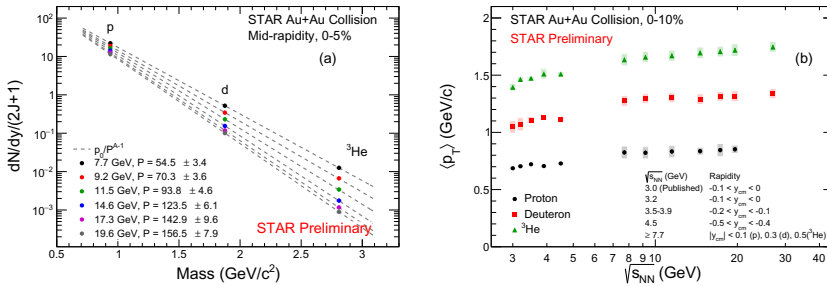 STAR Au+Au Collision
Mid-rapidity, 0-5%
(a)
p
d
³He
dN/dy/(2J+1)
10²
10
1
10⁻¹
10⁻²
10⁻³
p₀/P^A-1
7.7 GeV, P = 54.5 ± 3.4
9.2 GeV, P = 70.3 ± 3.6
11.5 GeV, P = 93.8 ± 4.6
14.6 GeV, P = 123.5 ± 6.1
17.3 GeV, P = 142.9 ± 9.6
19.6 GeV, P = 156.5 ± 7.9
STAR Preliminary
0.5 1 1.5 2 2.5 3
Mass (GeV/c²)
STAR Au+Au Collision, 0-10%
STAR Preliminary
(b)
⟨p_T⟩ (GeV/c)
2
1.5
1
0.5
0
Proton
Deuteron
³He
√s_NN (GeV) Rapidity
3.0 (Published) -0.1 < y_cm < 0
3.2 -0.1 < y_cm < 0
3.5-3.9 -0.2 < y_cm < -0.1
4.5 -0.5 < y_cm < -0.4
≥ 7.7 |y_cm| < 0.1 (p), 0.3 (d), 0.5(³He)
3 4 5 6 7 8 9 10 20 30 40
√s_NN (GeV)